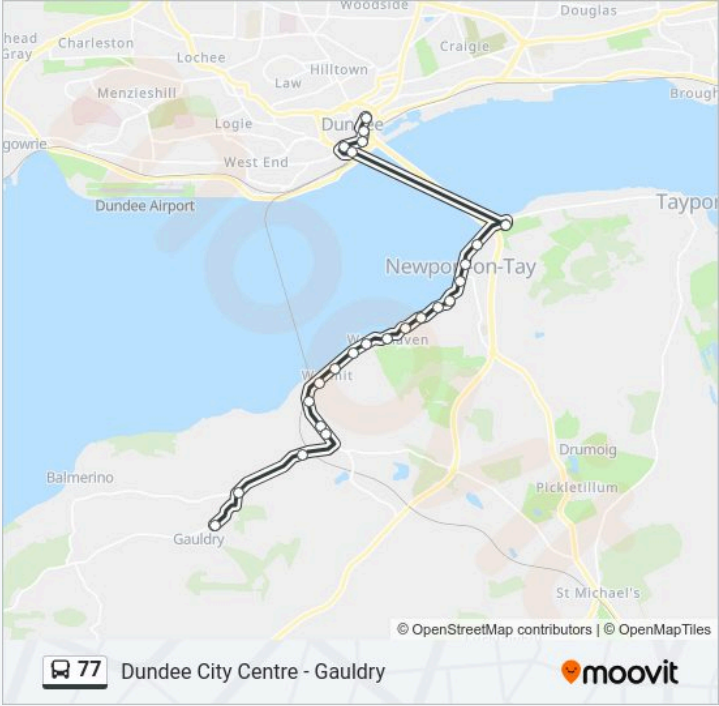 Woodside
Douglas
head
Gray
Charleston
Craigie
Lochee
Hilltown
Law
Menzieshill
Brough
Logie
Dundee
gowrie
West End
Dundee Airport
Taypor
Newport-on-Tay
Wormit
Drumoig
Balmerino
Pickletillum
Gauldry
St Michael's
© OpenStreetMap contributors | © OpenMapTiles
77 Dundee City Centre - Gauldry
moovit